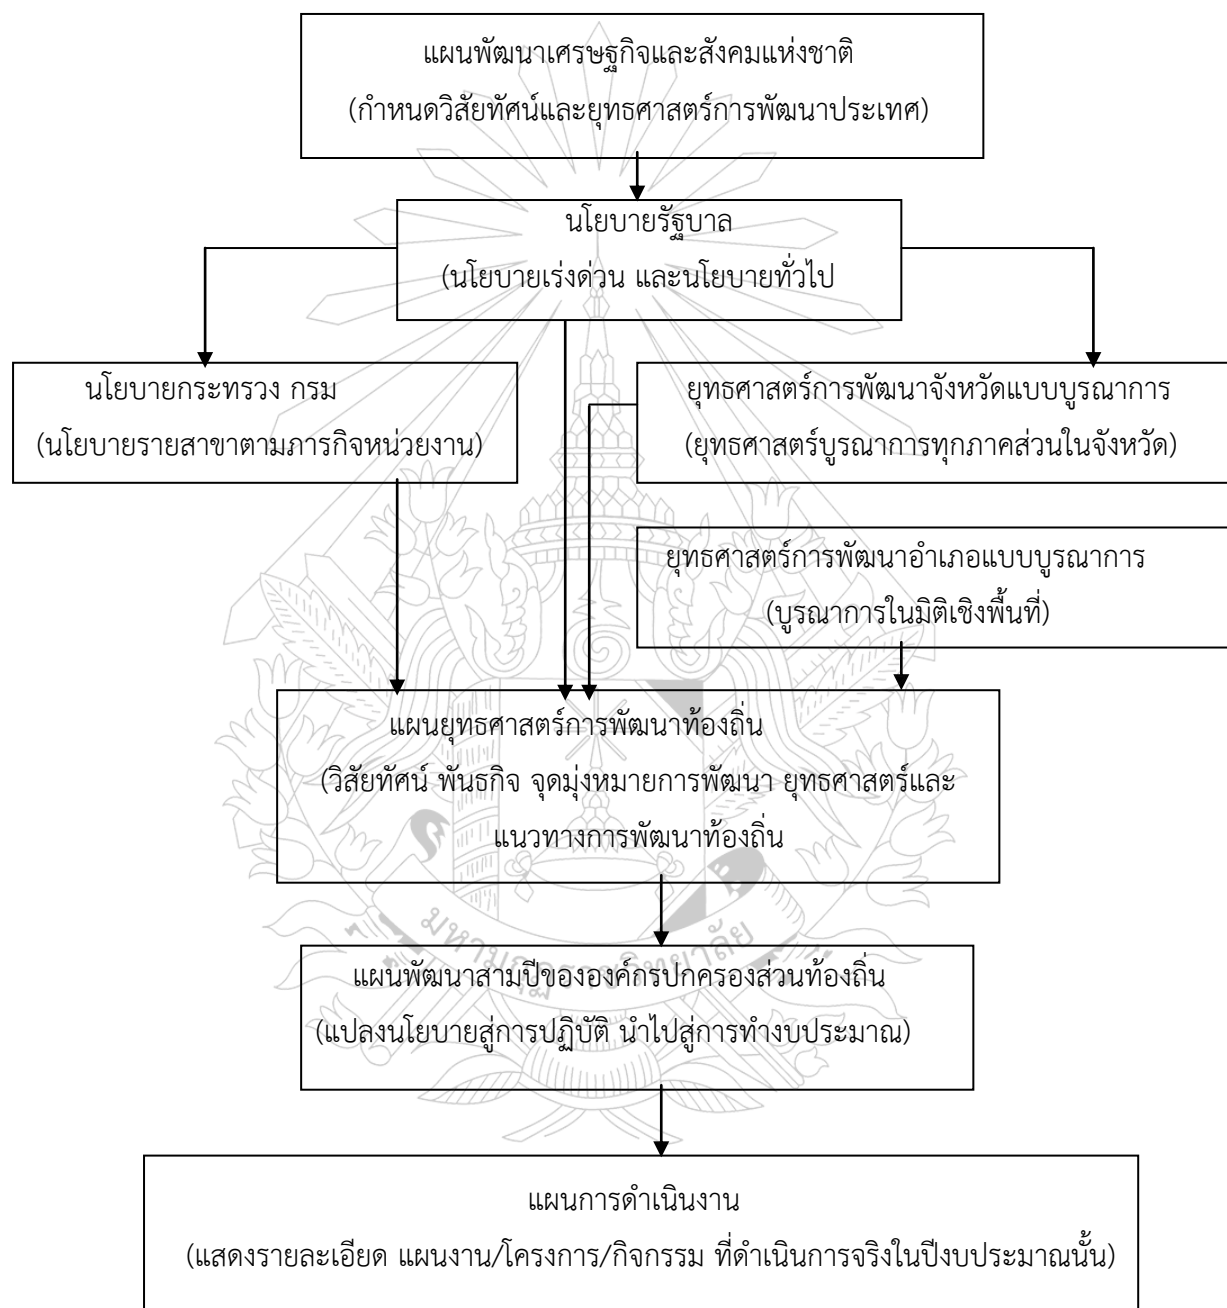 แผนพัฒนาเศรษฐกิจและสังคมแห่งชาติ
(กำหนดวิสัยทัศน์และยุทธศาสตร์การพัฒนาประเทศ)
นโยบายรัฐบาล
(นโยบายเร่งด่วน และนโยบายทั่วไป
นโยบายกระทรวง กรม
(นโยบายรายสาขาตามภารกิจหน่วยงาน)
ยุทธศาสตร์การพัฒนาจังหวัดแบบบูรณาการ
(ยุทธศาสตร์บูรณาการทุกภาคส่วนในจังหวัด)
ยุทธศาสตร์การพัฒนาอำเภอแบบบูรณาการ
(บูรณาการในมิติเชิงพื้นที่)
แผนยุทธศาสตร์การพัฒนาท้องถิ่น
(วิสัยทัศน์ พันธกิจ จุดมุ่งหมายการพัฒนา ยุทธศาสตร์และ
แนวทางการพัฒนาท้องถิ่น
มหามกุฏราชวิทยาลัย
แผนพัฒนาสามปีขององค์กรปกครองส่วนท้องถิ่น
(แปลงนโยบายสู่การปฏิบัติ นำไปสู่การทำงบประมาณ)
แผนการดำเนินงาน
(แสดงรายละเอียด แผนงาน/โครงการ/กิจกรรม ที่ดำเนินการจริงในปีงบประมาณนั้น)